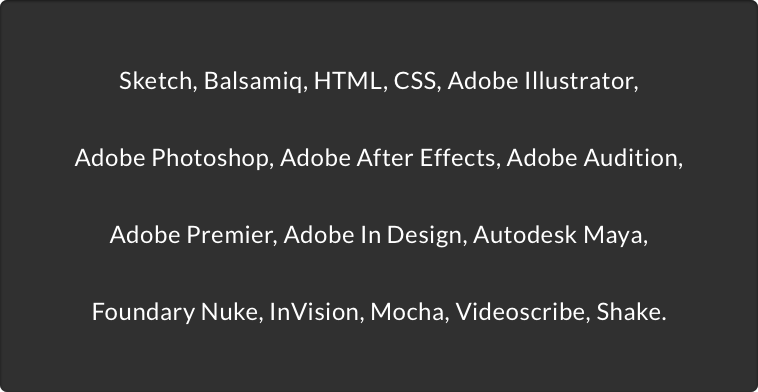 Sketch, Balsamiq, HTML, CSS, Adobe Illustrator,
Adobe Photoshop, Adobe After Effects, Adobe Audition,
Adobe Premier, Adobe In Design, Autodesk Maya,
Foundary Nuke, InVision, Mocha, Videoscribe, Shake.